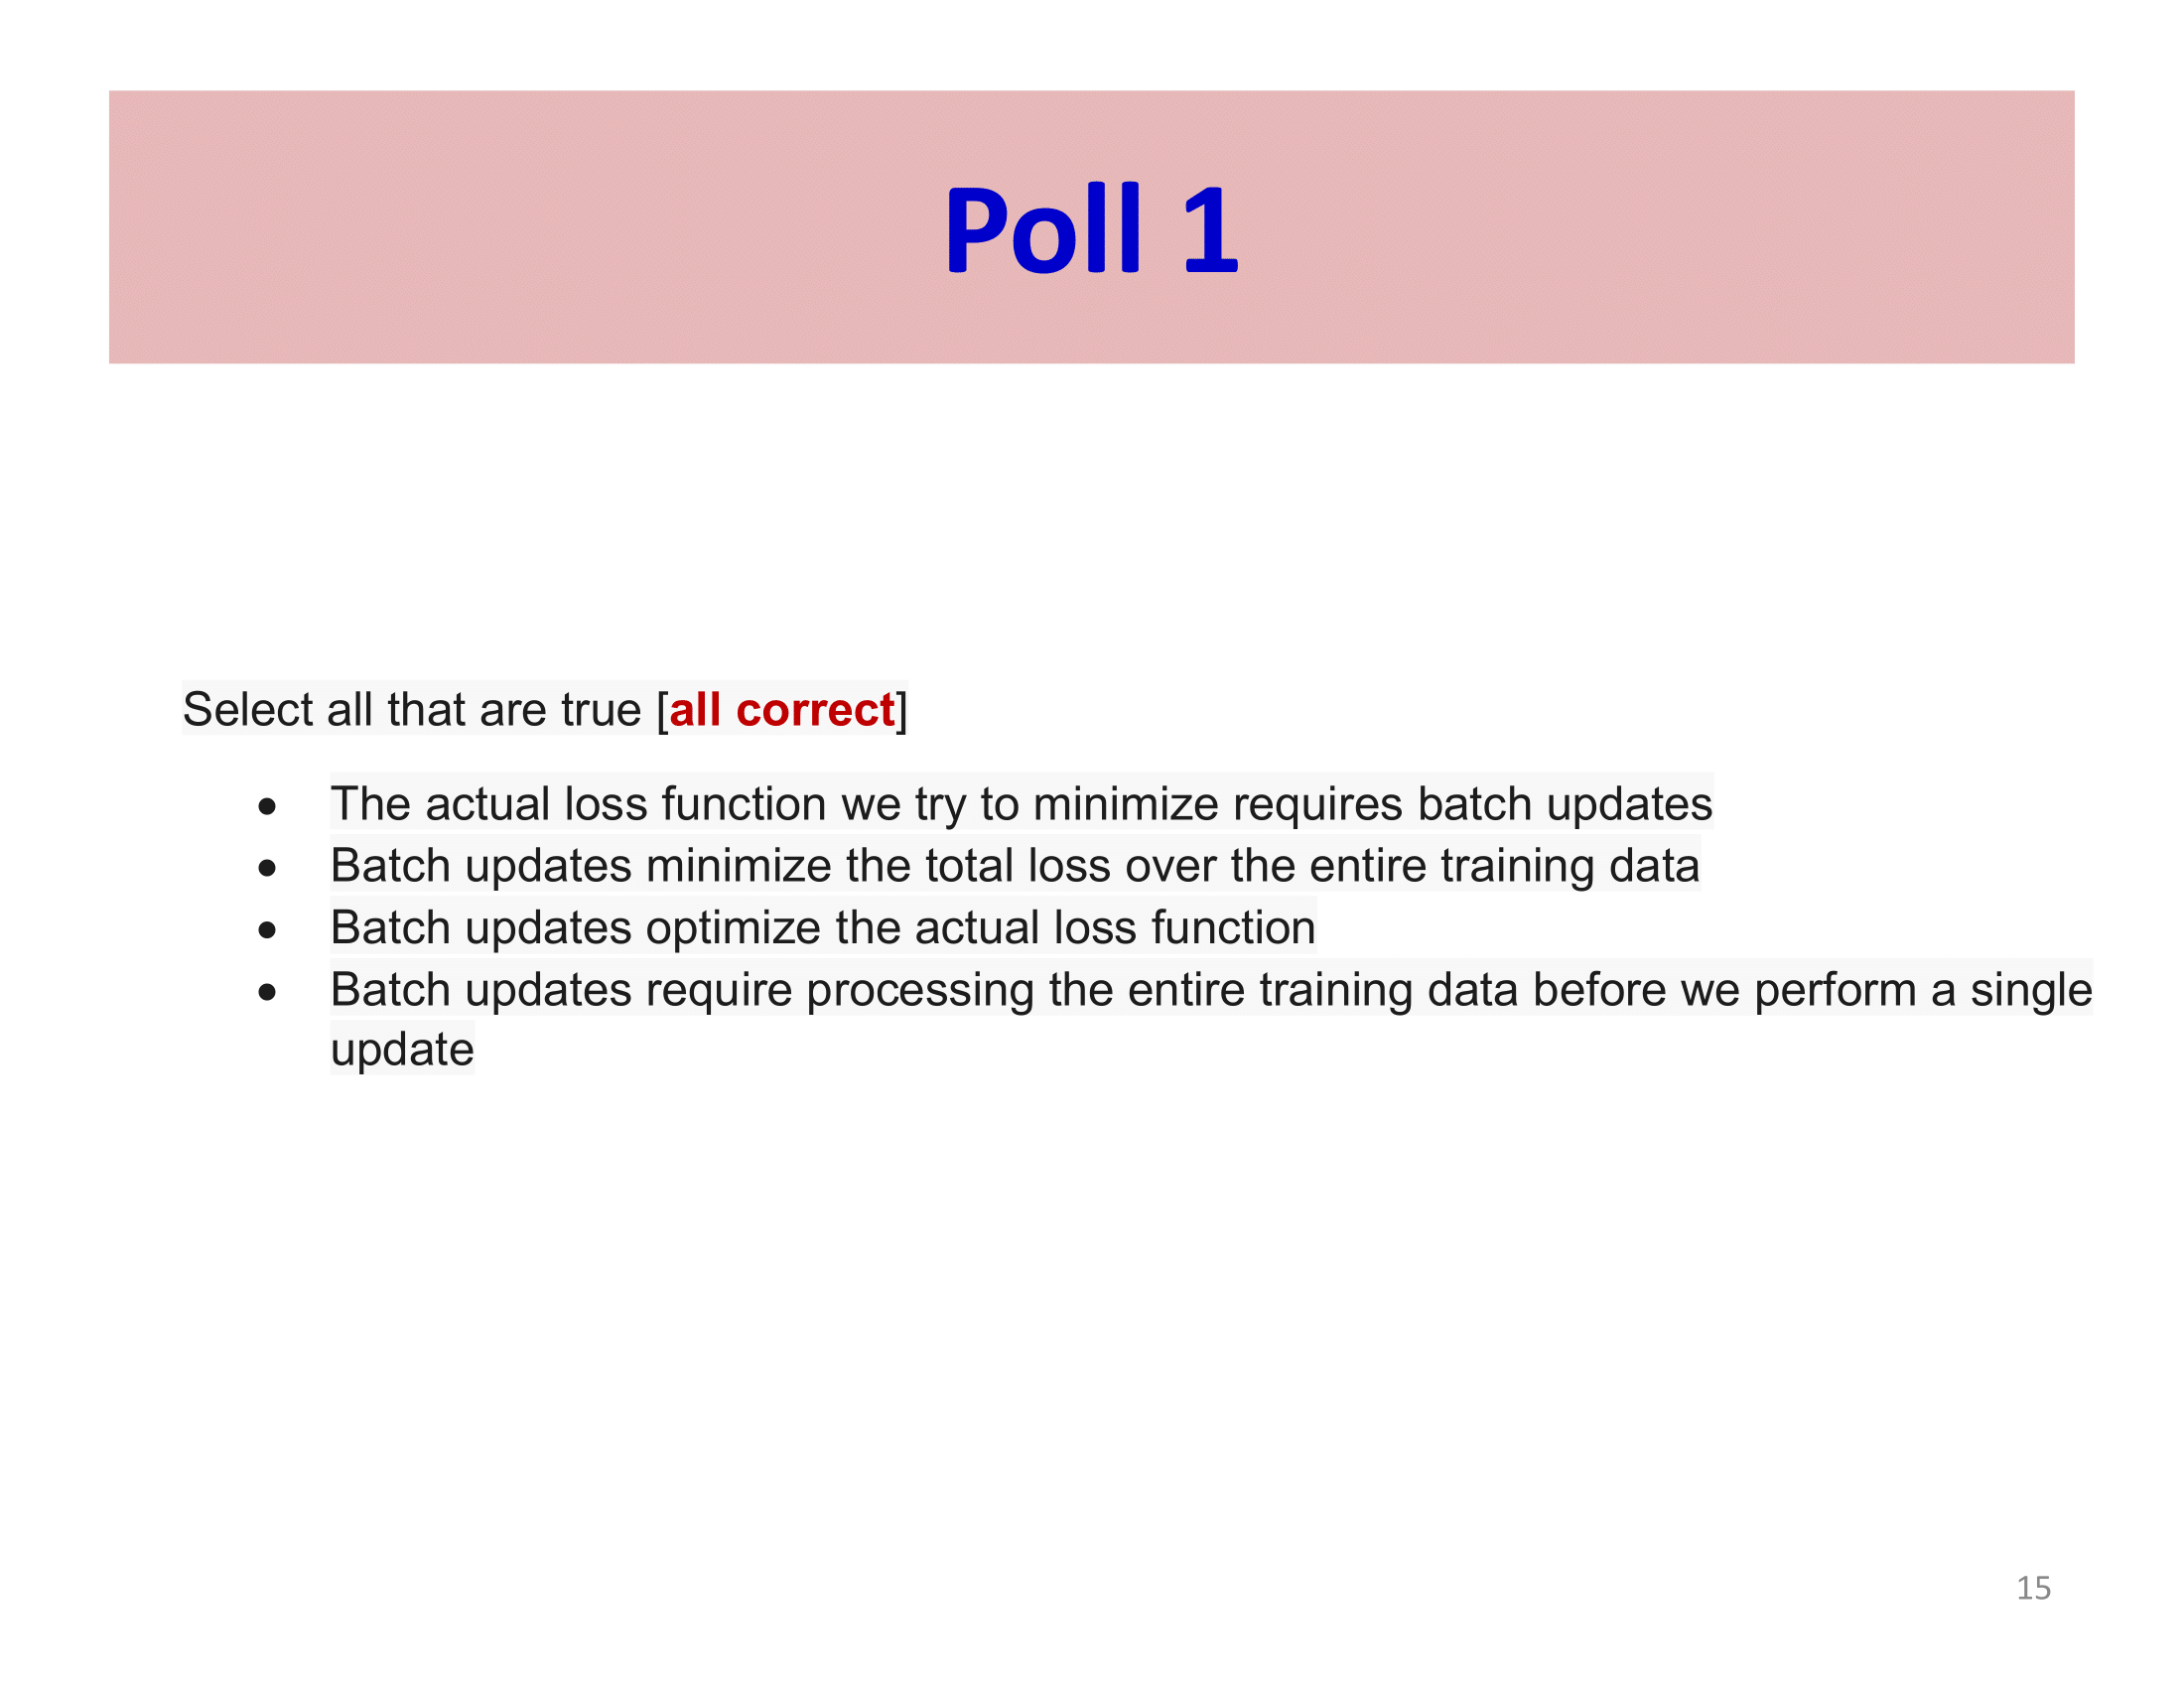 Poll 1
Select all that are true [all correct]
● The actual loss function we try to minimize requires batch updates
● Batch updates minimize the total loss over the entire training data
● Batch updates optimize the actual loss function
● Batch updates require processing the entire training data before we perform a single
update
15